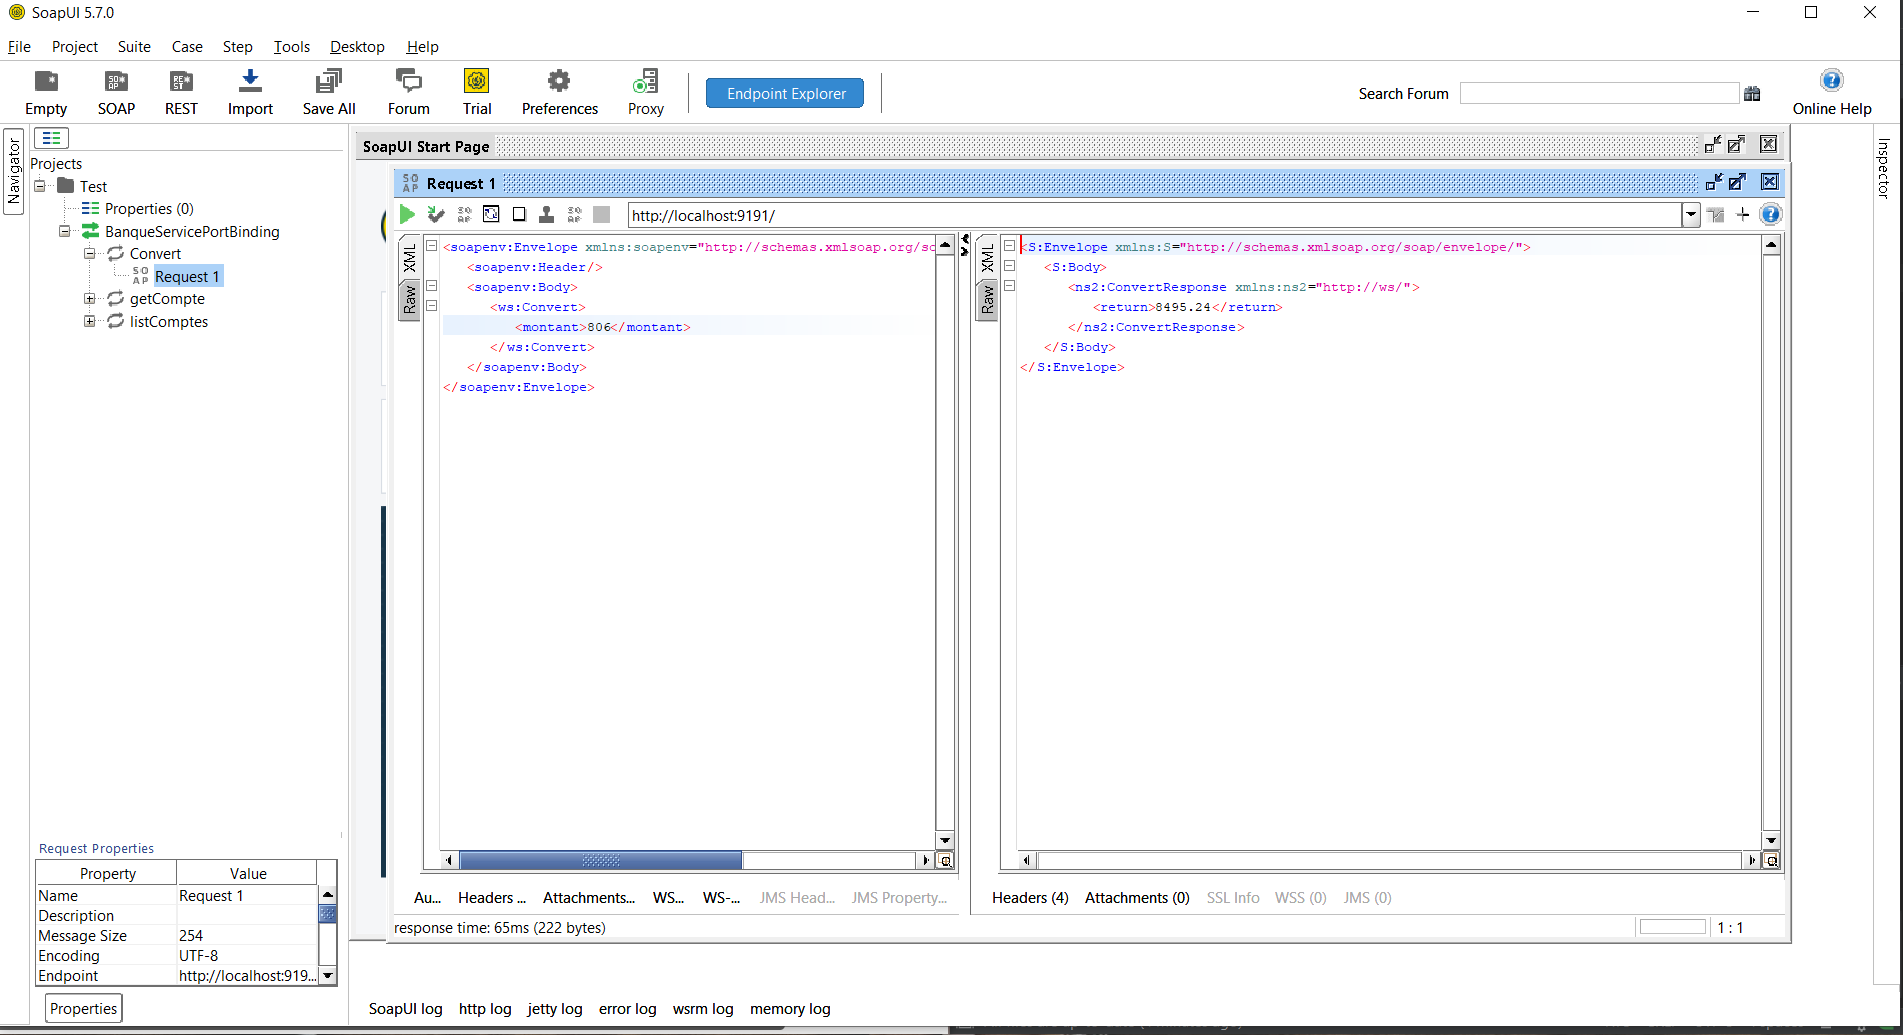 SoapUI 5.7.0
File Project Suite Case Step Tools Desktop Help
Empty SOAP REST Import Save All Forum Trial Preferences Proxy Endpoint Explorer Search Forum Online Help
Navigator
Projects
Test
Properties (0)
BanqueServicePortBinding
Convert
SO AP Request 1
getCompte
listComptes
SoapUI Start Page
SO AP Request 1
http://localhost:9191/
XML
Raw
<soapenv:Envelope xmlns:soapenv="http://schemas.xmlsoap.org/so
<soapenv:Header/>
<soapenv:Body>
<ws:Convert>
<montant>806</montant>
</ws:Convert>
</soapenv:Body>
</soapenv:Envelope>
XML
Raw
<S:Envelope xmlns:S="http://schemas.xmlsoap.org/soap/envelope/">
<S:Body>
<ns2:ConvertResponse xmlns:ns2="http://ws/">
<return>8495.24</return>
</ns2:ConvertResponse>
</S:Body>
</S:Envelope>
Inspector
Au... Headers ... Attachments... WS... WS-... JMS Head... JMS Property...
Headers (4) Attachments (0) SSL Info WSS (0) JMS (0)
response time: 65ms (222 bytes)
1 : 1
Request Properties
Property Value
Name Request 1
Description
Message Size 254
Encoding UTF-8
Endpoint http://localhost:919...
Properties
SoapUI log http log jetty log error log wsrm log memory log